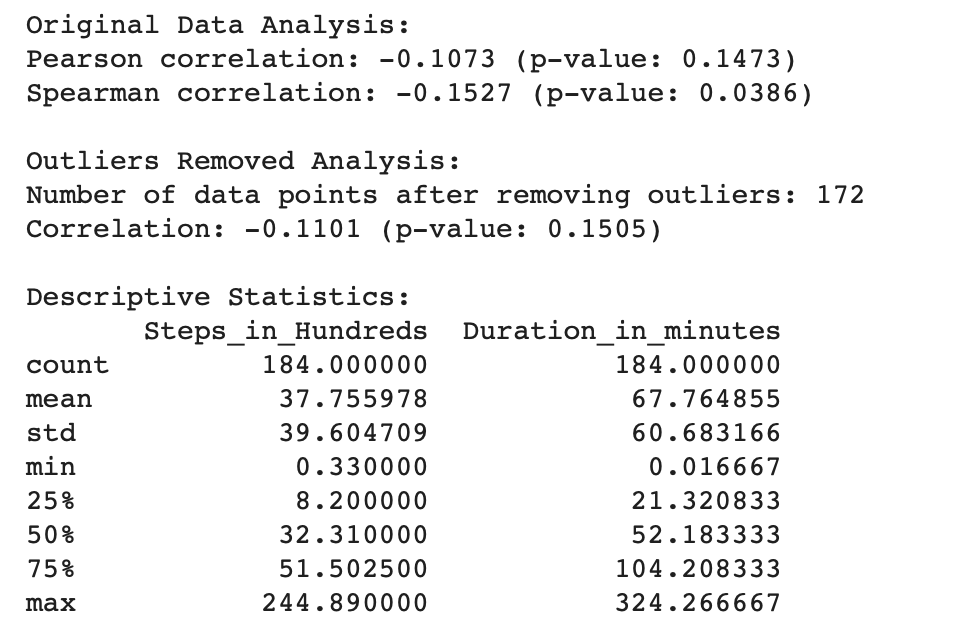 Original Data Analysis:
Pearson correlation: -0.1073 (p-value: 0.1473)
Spearman correlation: -0.1527 (p-value: 0.0386)
Outliers Removed Analysis:
Number of data points after removing outliers: 172
Correlation: -0.1101 (p-value: 0.1505)
Descriptive Statistics:
Steps_in_Hundreds Duration_in_minutes
count 184.000000 184.000000
mean 37.755978 67.764855
std 39.604709 60.683166
min 0.330000 0.016667
25% 8.200000 21.320833
50% 32.310000 52.183333
75% 51.502500 104.208333
max 244.890000 324.266667